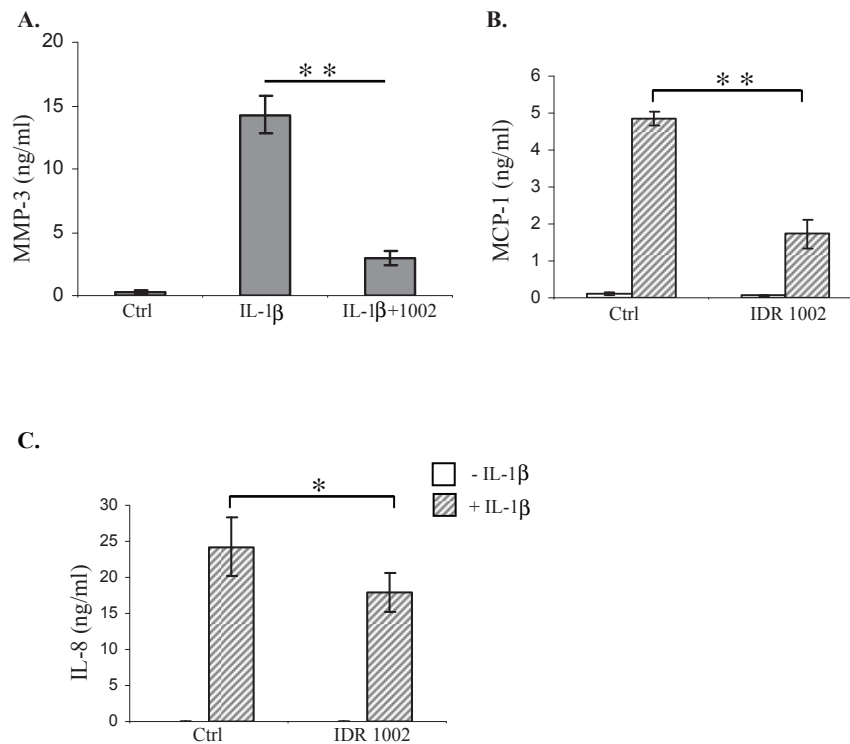 A.
MMP-3 (ng/ml)
20
15
10
5
0
* *
Ctrl IL-1β IL-1β+1002
B.
MCP-1 (ng/ml)
6
5
4
3
2
1
0
* *
Ctrl IDR 1002
C.
- IL-1β
+ IL-1β
IL-8 (ng/ml)
30
25
20
15
10
5
0
*
Ctrl IDR 1002